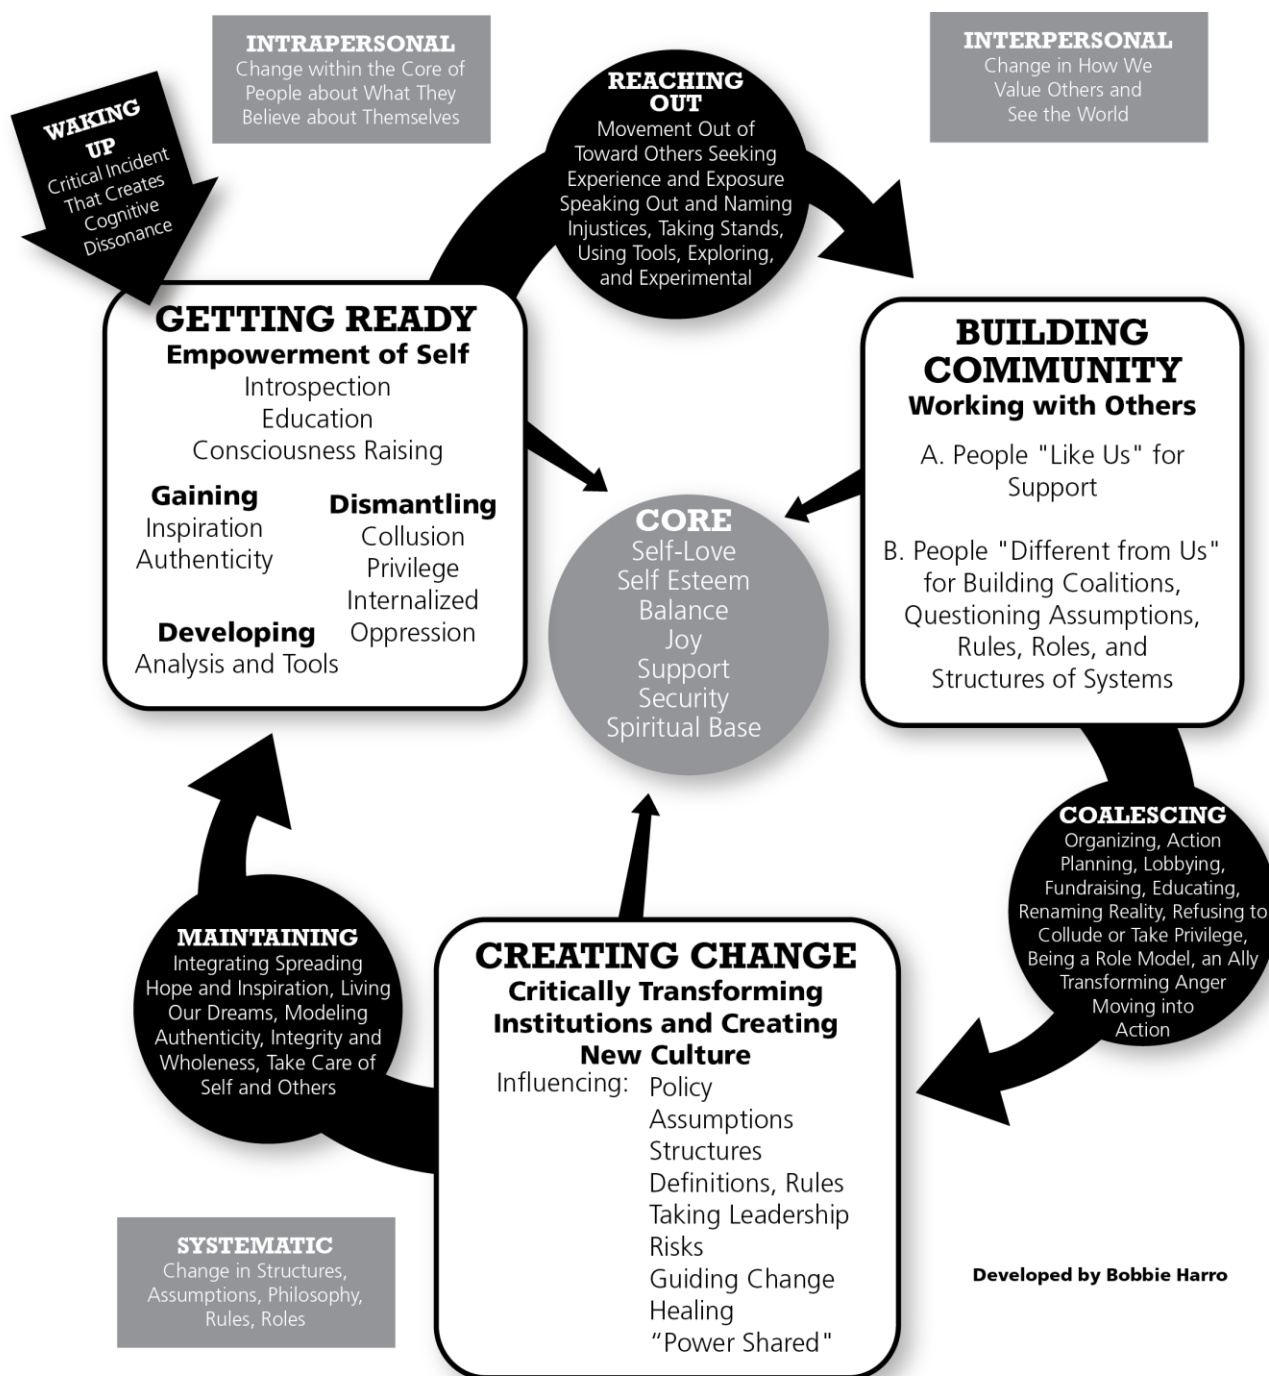 INTRAPERSONAL
Change within the Core of
People about What They
Believe about Themselves
INTERPERSONAL
Change in How We
Value Others and
See the World
WAKING
UP
Critical Incident
That Creates
Cognitive
Dissonance
REACHING
OUT
Movement Out of
Toward Others Seeking
Experience and Exposure
Speaking Out and Naming
Injustices, Taking Stands,
Using Tools, Exploring,
and Experimental
GETTING READY
Empowerment of Self
Introspection
Education
Consciousness Raising
Gaining
Inspiration
Authenticity
Dismantling
Collusion
Privilege
Internalized
Oppression
Developing
Analysis and Tools
BUILDING
COMMUNITY
Working with Others
A. People "Like Us" for
Support
B. People "Different from Us"
for Building Coalitions,
Questioning Assumptions,
Rules, Roles, and
Structures of Systems
CORE
Self-Love
Self Esteem
Balance
Joy
Support
Security
Spiritual Base
COALESCING
Organizing, Action
Planning, Lobbying,
Fundraising, Educating,
Renaming Reality, Refusing to
Collude or Take Privilege,
Being a Role Model, an Ally
Transforming Anger
Moving into
Action
CREATING CHANGE
Critically Transforming
Institutions and Creating
New Culture
Influencing: Policy
Assumptions
Structures
Definitions, Rules
Taking Leadership
Risks
Guiding Change
Healing
“Power Shared"
MAINTAINING
Integrating Spreading
Hope and Inspiration, Living
Our Dreams, Modeling
Authenticity, Integrity and
Wholeness, Take Care of
Self and Others
SYSTEMATIC
Change in Structures,
Assumptions, Philosophy,
Rules, Roles
Developed by Bobbie Harro